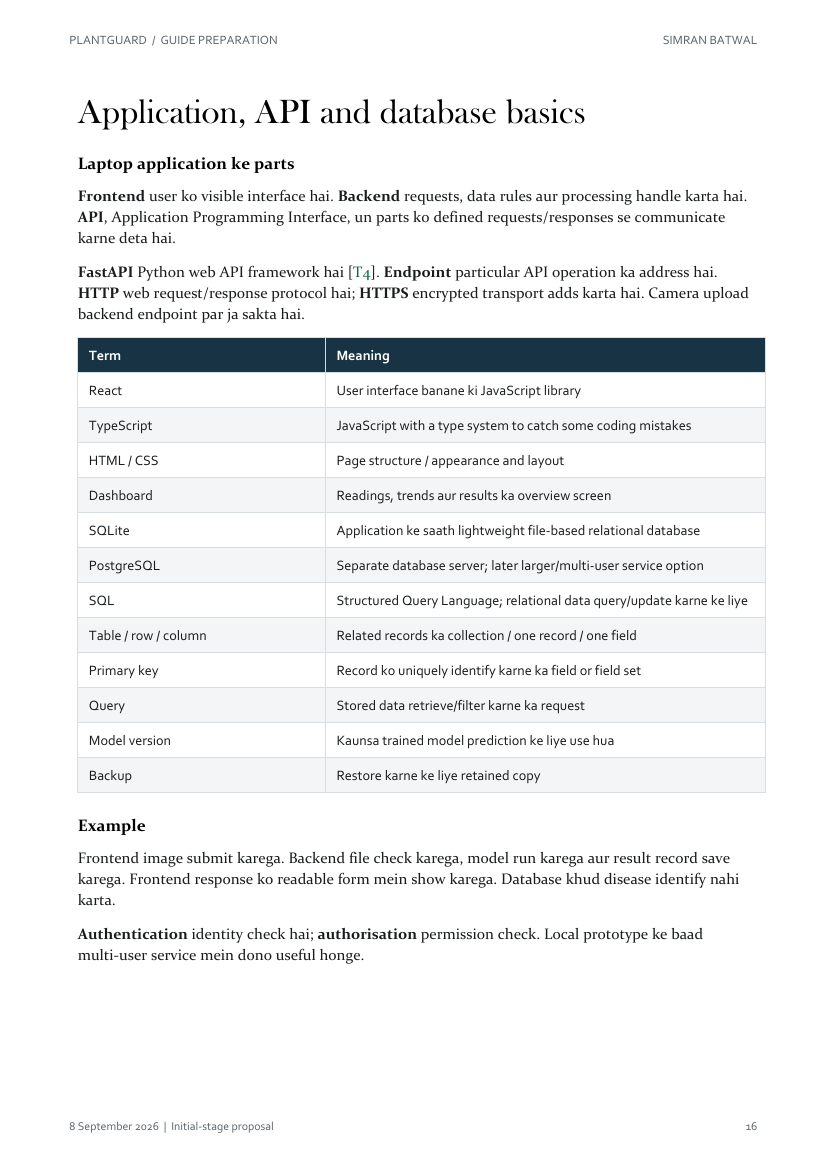 PLANTGUARD / GUIDE PREPARATION
SIMRAN BATWAL
Application, API and database basics
Laptop application ke parts
Frontend user ko visible interface hai. Backend requests, data rules aur processing handle karta hai.
API, Application Programming Interface, un parts ko defined requests/responses se communicate
karne deta hai.
FastAPI Python web API framework hai [T4]. Endpoint particular API operation ka address hai.
HTTP web request/response protocol hai; HTTPS encrypted transport adds karta hai. Camera upload
backend endpoint par ja sakta hai.
Term Meaning
React User interface banane ki JavaScript library
TypeScript JavaScript with a type system to catch some coding mistakes
HTML / CSS Page structure / appearance and layout
Dashboard Readings, trends aur results ka overview screen
SQLite Application ke saath lightweight file-based relational database
PostgreSQL Separate database server; later larger/multi-user service option
SQL Structured Query Language; relational data query/update karne ke liye
Table / row / column Related records ka collection / one record / one field
Primary key Record ko uniquely identify karne ka field or field set
Query Stored data retrieve/filter karne ka request
Model version Kaunsa trained model prediction ke liye use hua
Backup Restore karne ke liye retained copy
Example
Frontend image submit karega. Backend file check karega, model run karega aur result record save
karega. Frontend response ko readable form mein show karega. Database khud disease identify nahi
karta.
Authentication identity check hai; authorisation permission check. Local prototype ke baad
multi-user service mein dono useful honge.
8 September 2026 | Initial-stage proposal
16